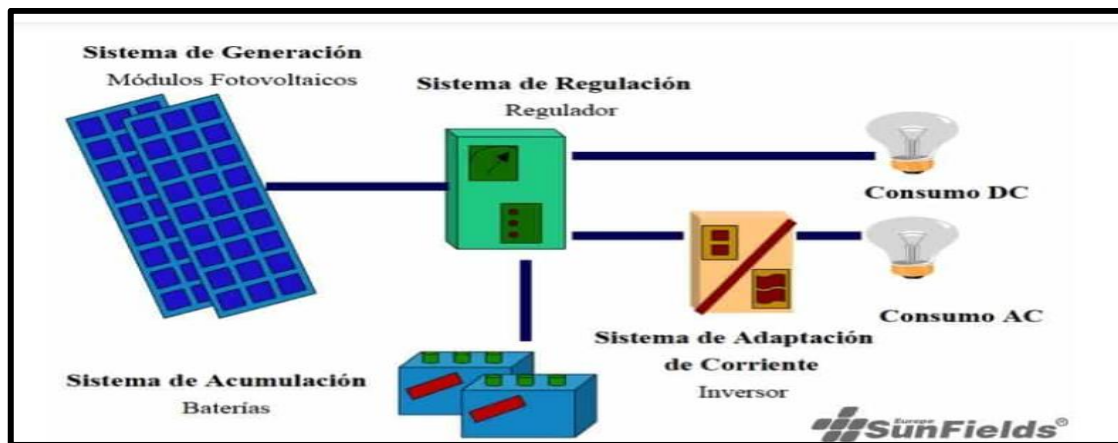 Sistema de Generación
Módulos Fotovoltaicos
Sistema de Regulación
Regulador
Consumo DC
Consumo AC
Sistema de Adaptación
de Corriente
Inversor
Sistema de Acumulación
Baterías
Europe
SunFields®